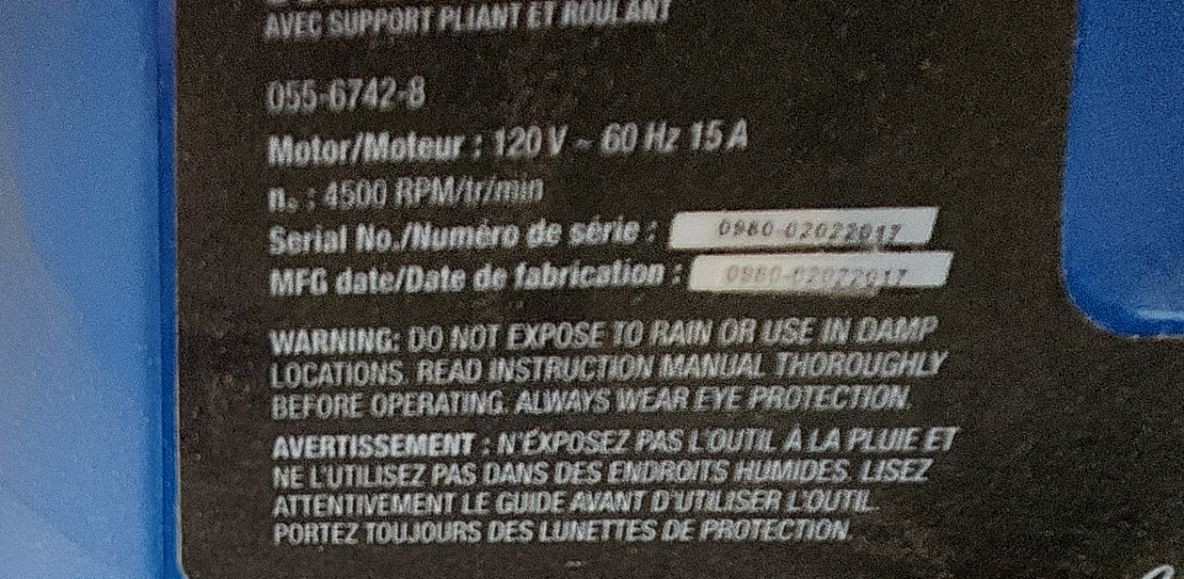 AVEC SUPPORT PLIANT ET ROULANT
055-6742-8
Motor/Moteur : 120 V ~ 60 Hz 15 A
n₀ : 4500 RPM/tr/min
Serial No./Numéro de série : 0980-02022017
MFG date/Date de fabrication : 0980-02022017
WARNING: DO NOT EXPOSE TO RAIN OR USE IN DAMP
LOCATIONS. READ INSTRUCTION MANUAL THOROUGHLY
BEFORE OPERATING. ALWAYS WEAR EYE PROTECTION.
AVERTISSEMENT : N'EXPOSEZ PAS L'OUTIL À LA PLUIE ET
NE L'UTILISEZ PAS DANS DES ENDROITS HUMIDES. LISEZ
ATTENTIVEMENT LE GUIDE AVANT D'UTILISER L'OUTIL.
PORTEZ TOUJOURS DES LUNETTES DE PROTECTION.